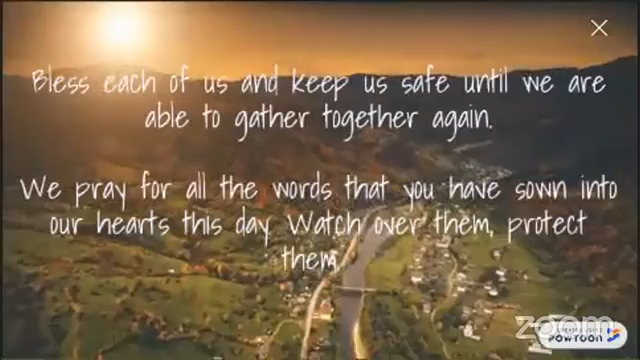 Bless each of us and keep us safe until we are
able to gather together again.
We pray for all the words that you have sown into
our hearts this day. Watch over them, protect
them
zoom
POWTOON